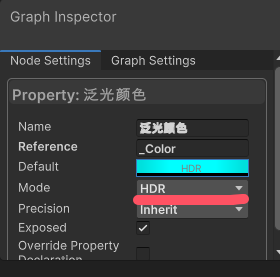 Graph Inspector
Node Settings Graph Settings
Property: 泛光颜色
Name 泛光颜色
Reference _Color
Default HDR
Mode HDR
Precision Inherit
Exposed
Override Property
Declaration